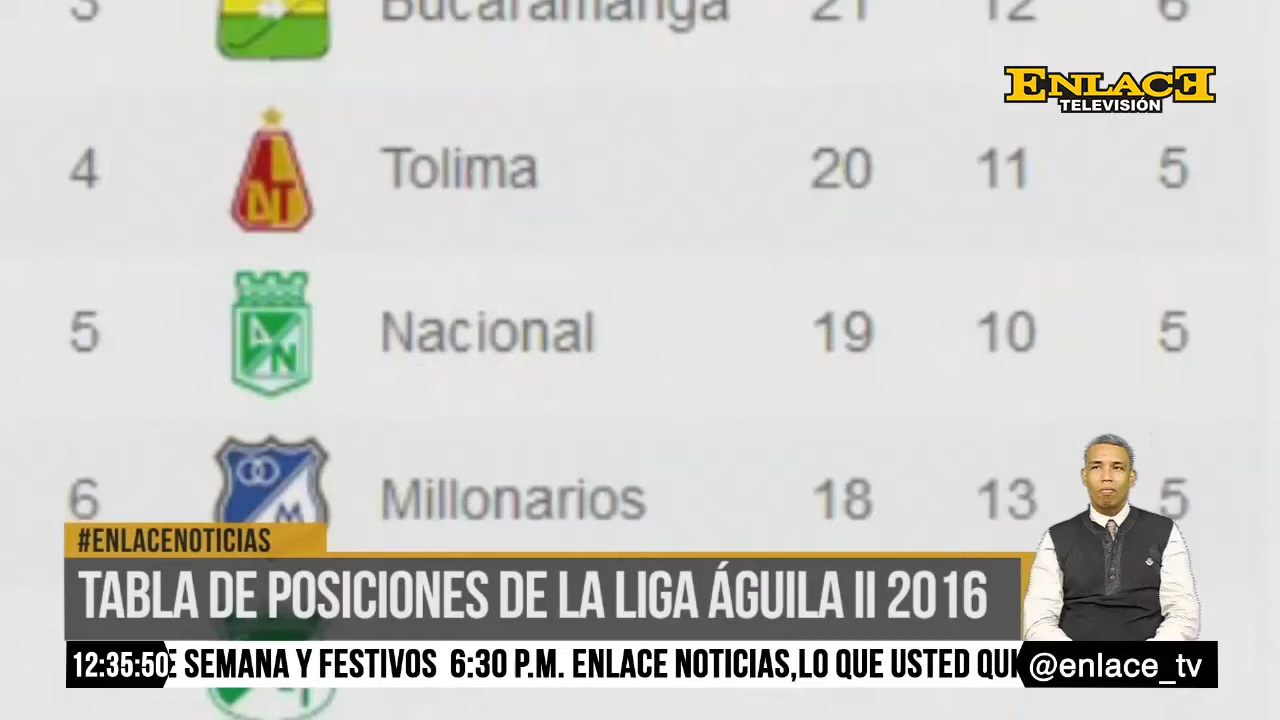 3 Bucaramanga 21 12 6
ENLACE
TELEVISIÓN
4 Tolima 20 11 5
5 Nacional 19 10 5
6 Millonarios 18 13 5
#ENLACENOTICIAS
TABLA DE POSICIONES DE LA LIGA ÁGUILA II 2016
12:35:50 E SEMANA Y FESTIVOS 6:30 P.M. ENLACE NOTICIAS,LO QUE USTED QUI @enlace_tv